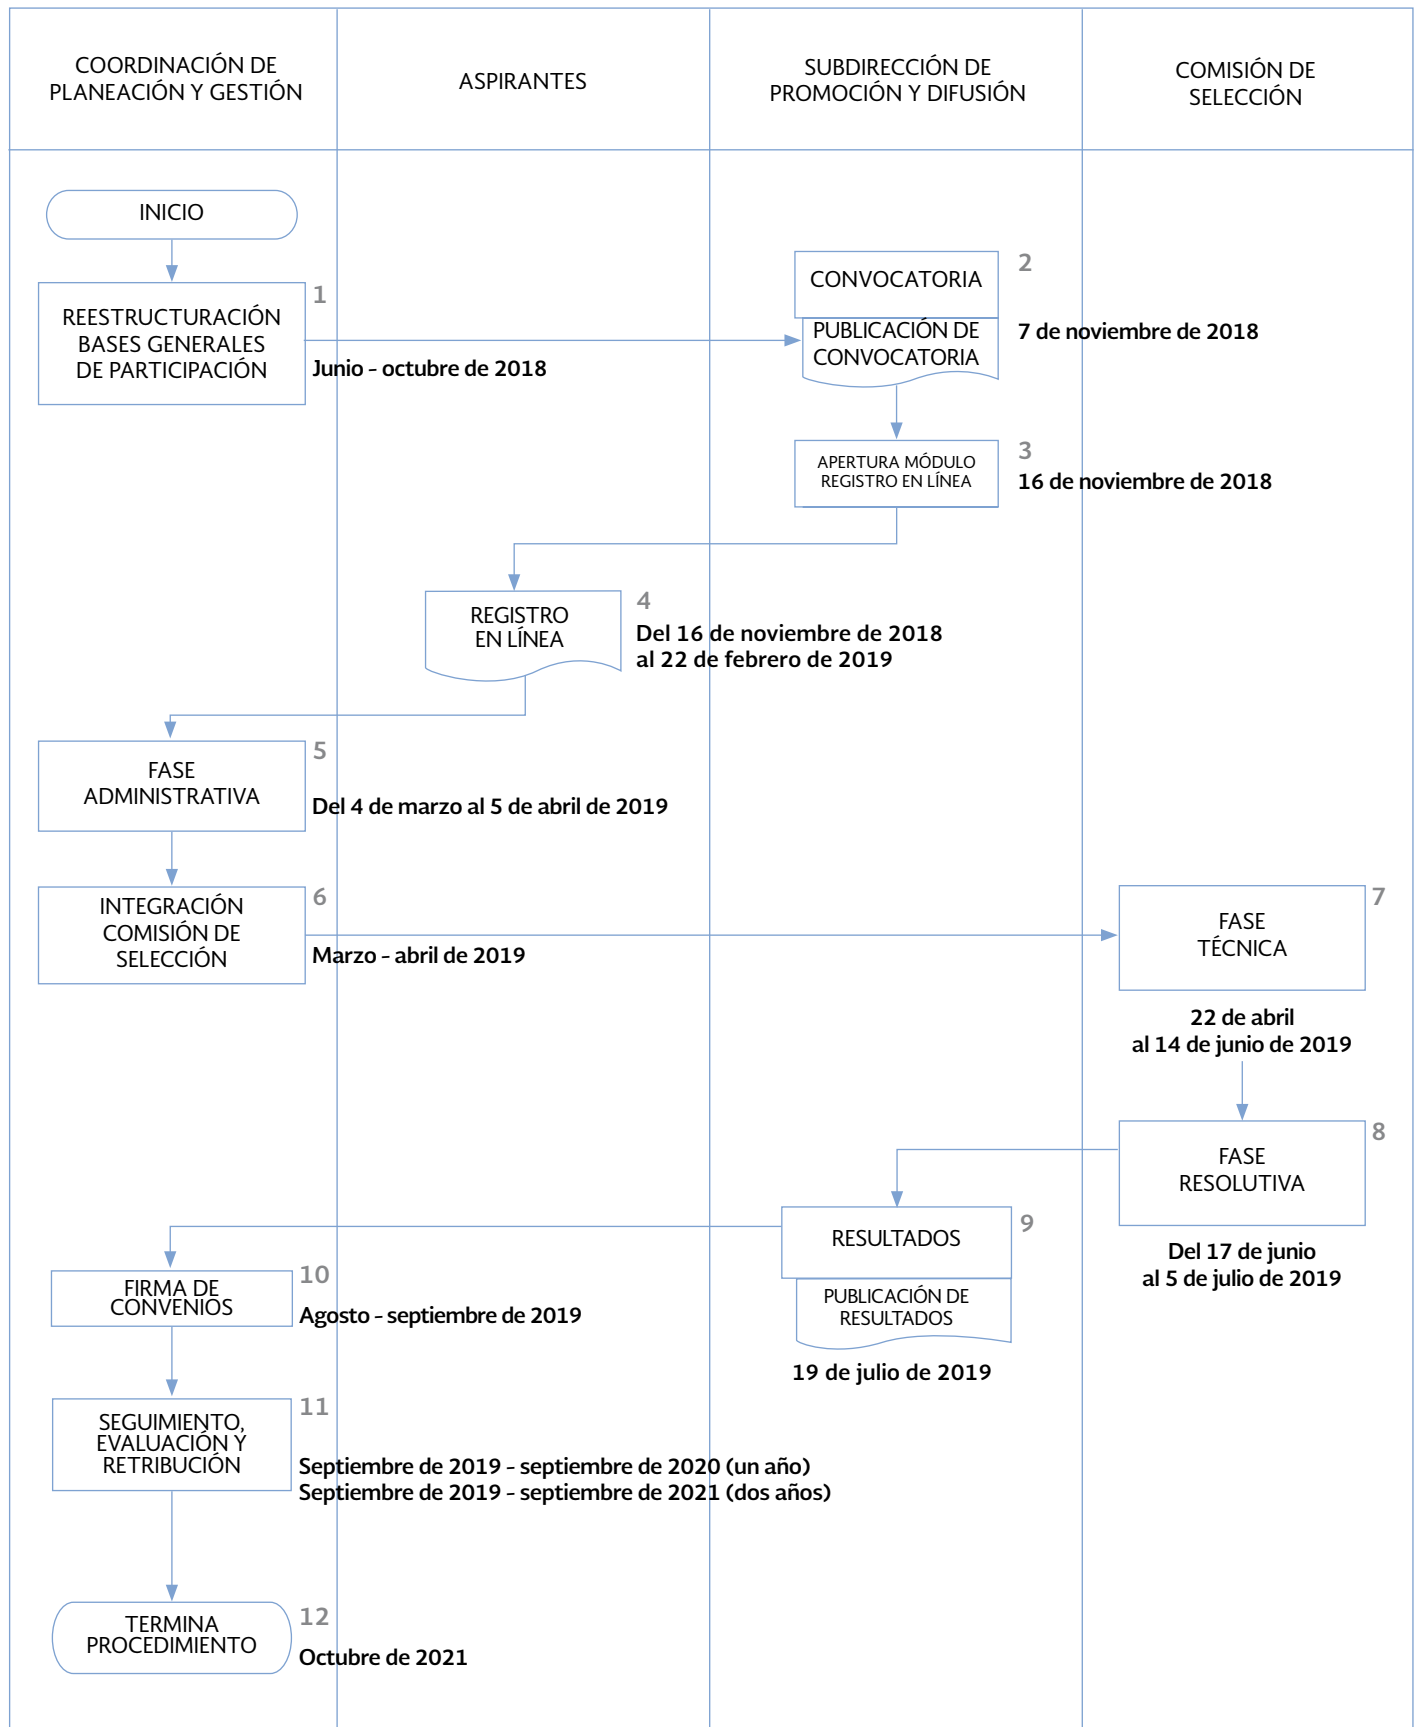 COORDINACIÓN DE
PLANEACIÓN Y GESTIÓN
ASPIRANTES
SUBDIRECCIÓN DE
PROMOCIÓN Y DIFUSIÓN
COMISIÓN DE
SELECCIÓN
INICIO
1
REESTRUCTURACIÓN
BASES GENERALES
DE PARTICIPACIÓN
Junio - octubre de 2018
2
CONVOCATORIA
PUBLICACIÓN DE
CONVOCATORIA
7 de noviembre de 2018
3
APERTURA MÓDULO
REGISTRO EN LÍNEA
16 de noviembre de 2018
4
REGISTRO
EN LÍNEA
Del 16 de noviembre de 2018
al 22 de febrero de 2019
5
FASE
ADMINISTRATIVA
Del 4 de marzo al 5 de abril de 2019
6
INTEGRACIÓN
COMISIÓN DE
SELECCIÓN
Marzo - abril de 2019
7
FASE
TÉCNICA
22 de abril
al 14 de junio de 2019
8
FASE
RESOLUTIVA
Del 17 de junio
al 5 de julio de 2019
9
RESULTADOS
PUBLICACIÓN DE
RESULTADOS
19 de julio de 2019
10
FIRMA DE
CONVENIOS
Agosto - septiembre de 2019
11
SEGUIMIENTO,
EVALUACIÓN Y
RETRIBUCIÓN
Septiembre de 2019 - septiembre de 2020 (un año)
Septiembre de 2019 - septiembre de 2021 (dos años)
12
TERMINA
PROCEDIMIENTO
Octubre de 2021